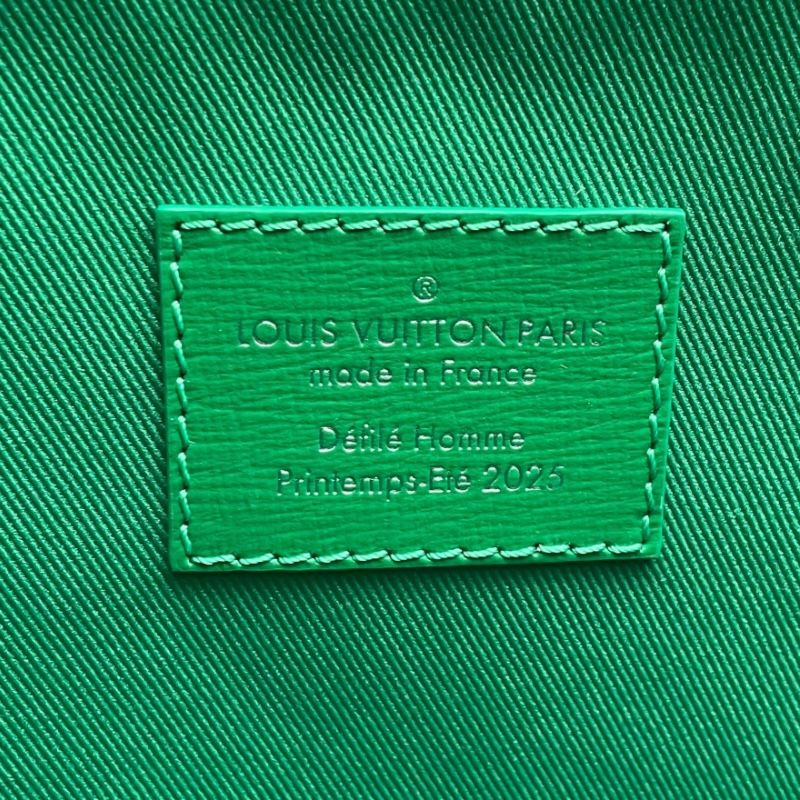 ®
LOUIS VUITTON PARIS
made in France
Défilé Homme
Printemps-Eté 2025